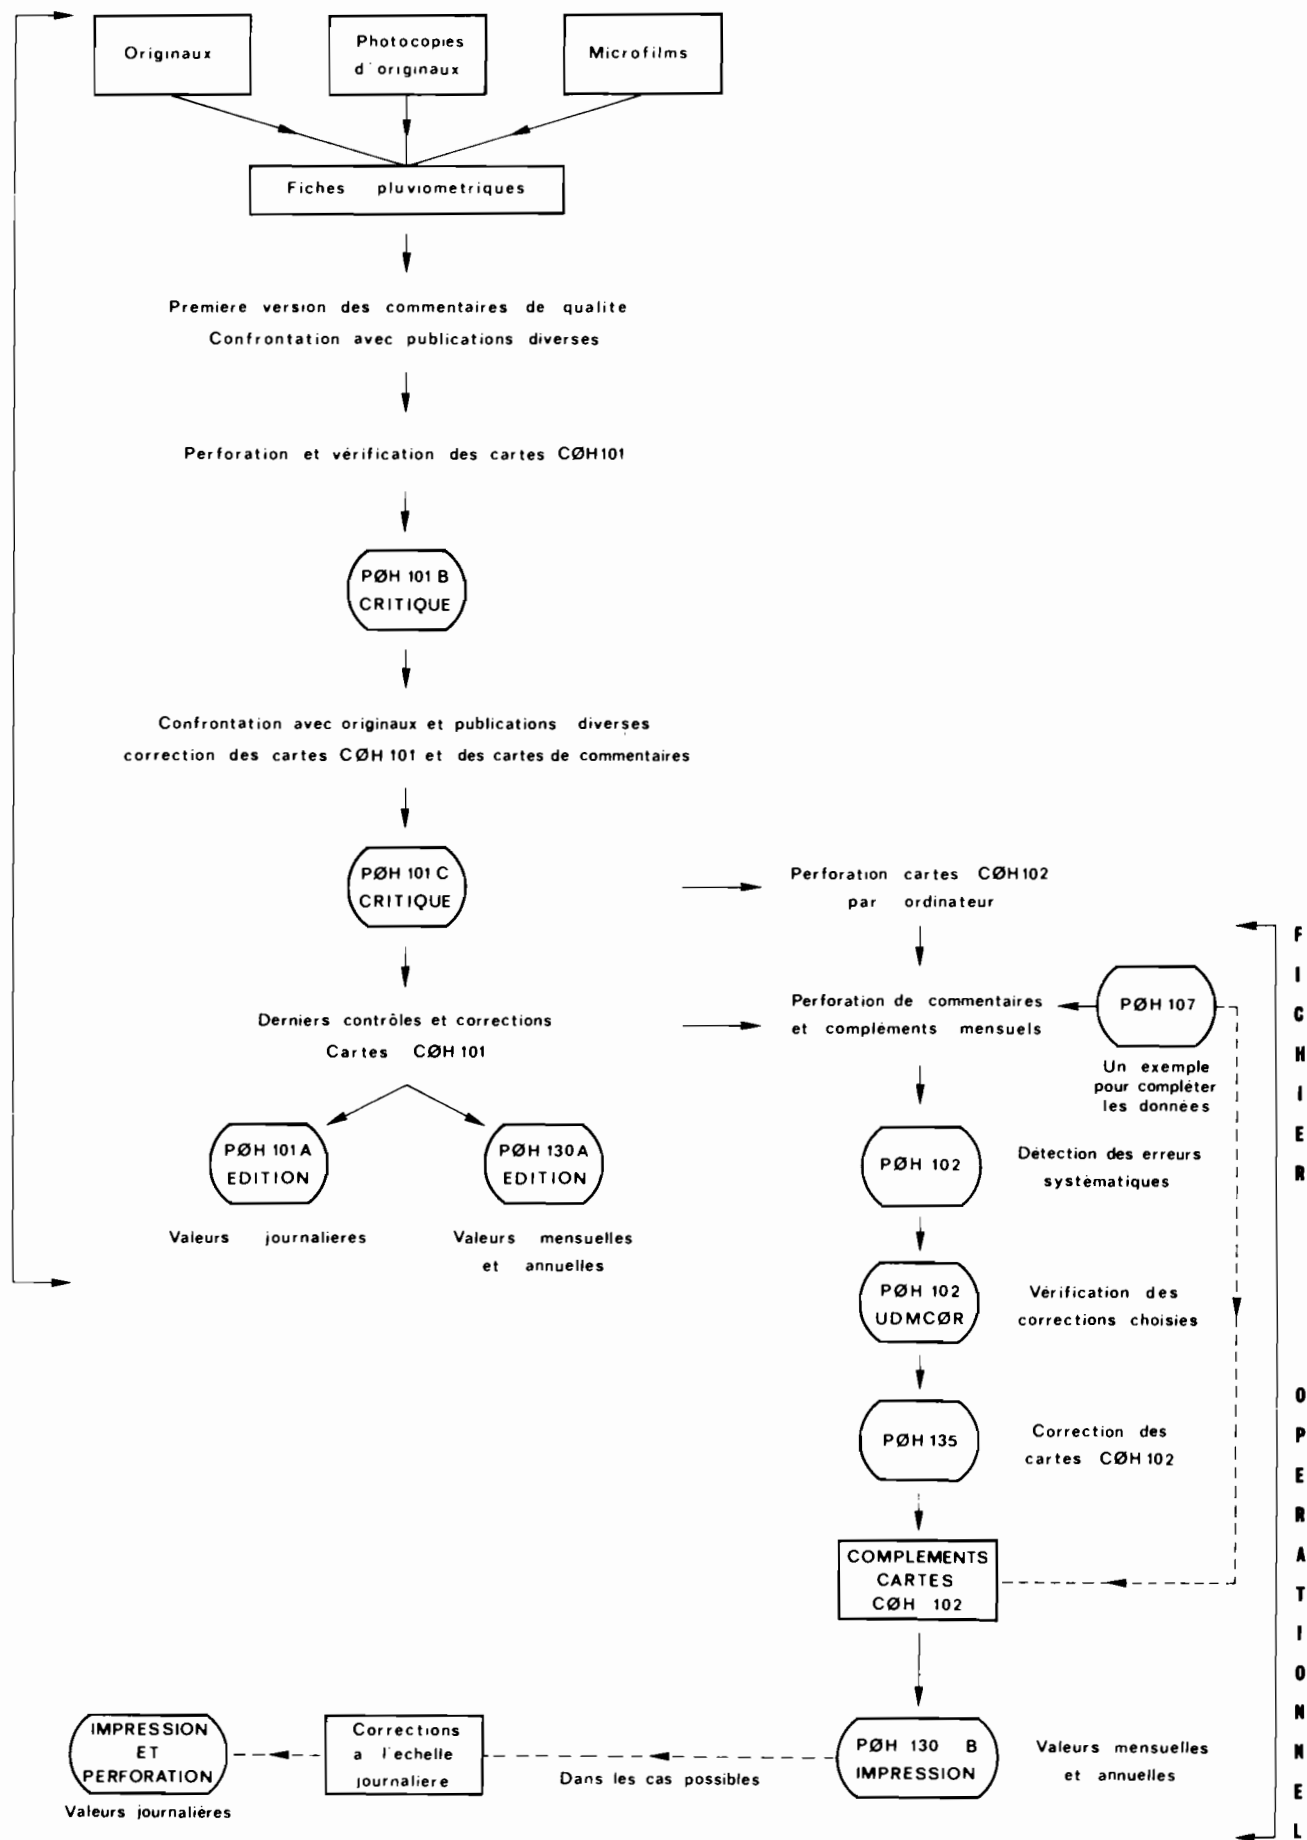 Originaux
Photocopies
d'originaux
Microfilms
Fiches pluviometriques
Premiere version des commentaires de qualite
Confrontation avec publications diverses
Perforation et vérification des cartes CØH101
PØH 101 B
CRITIQUE
Confrontation avec originaux et publications diverses
correction des cartes CØH 101 et des cartes de commentaires
PØH 101 C
CRITIQUE
Perforation cartes CØH102
par ordinateur
Derniers contrôles et corrections
Cartes CØH 101
Perforation de commentaires
et compléments mensuels
PØH 107
Un exemple
pour compléter
les données
PØH 101 A
EDITION
Valeurs journalieres
PØH 130 A
EDITION
Valeurs mensuelles
et annuelles
PØH 102
Détection des erreurs
systématiques
PØH 102
UDMCØR
Vérification des
corrections choisies
PØH 135
Correction des
cartes CØH 102
COMPLEMENTS
CARTES
CØH 102
PØH 130 B
IMPRESSION
Valeurs mensuelles
et annuelles
Dans les cas possibles
Corrections
a l'echelle
journaliere
IMPRESSION
ET
PERFORATION
Valeurs journaliéres
FICHIER OPERATIONNEL